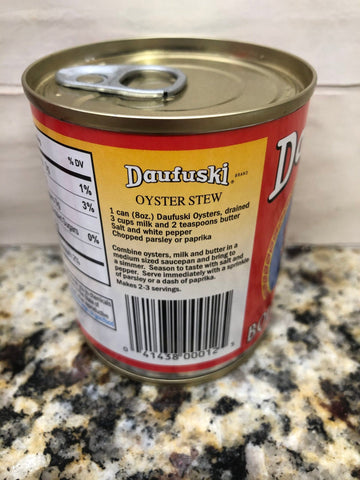 % DV
1%
3%
0%
Daufuski
BRAND
OYSTER STEW
1 can (8oz.) Daufuski Oysters, drained
3 cups milk and 2 teaspoons butter
Salt and white pepper
Chopped parsley or paprika
Combine oysters, milk and butter in a
medium sized saucepan and bring to
a simmer. Season to taste with salt and
pepper. Serve immediately with a sprinkle
of parsley or a dash of paprika.
Makes 2-3 servings.
0 41438 00012